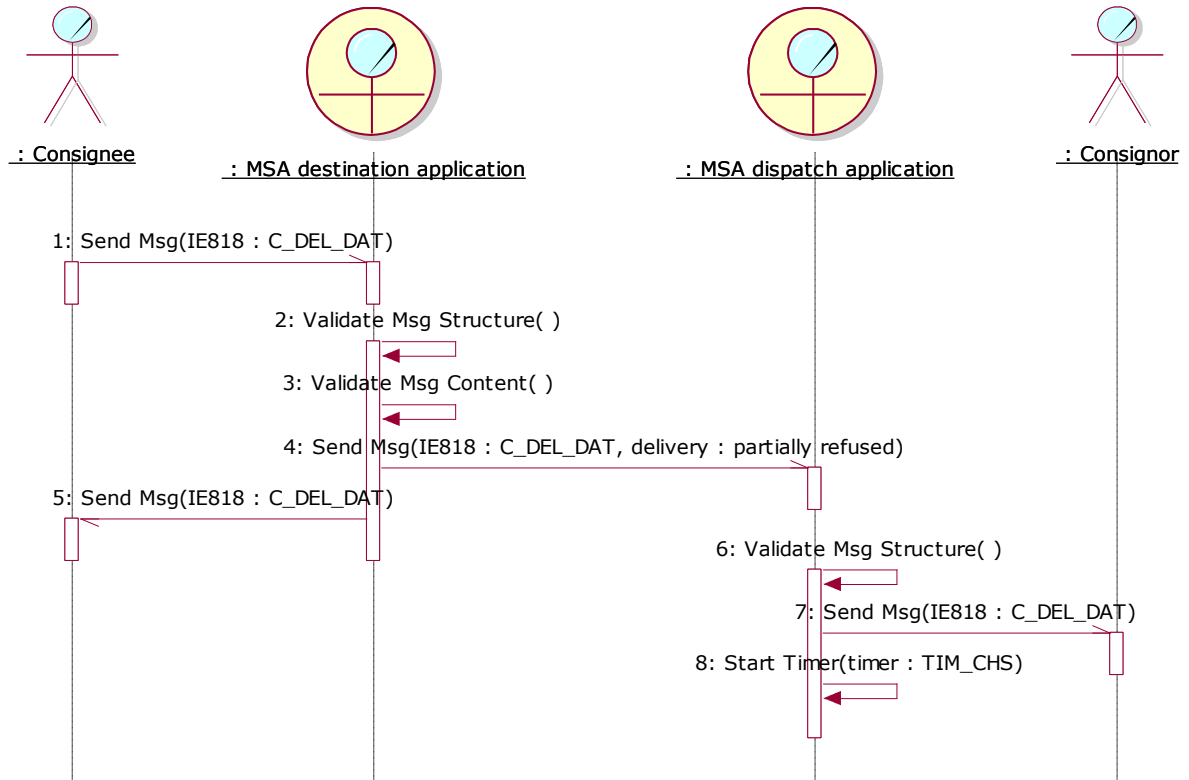 : Consignee
: MSA destination application
: MSA dispatch application
: Consignor
1: Send Msg(IE818 : C_DEL_DAT)
2: Validate Msg Structure( )
3: Validate Msg Content( )
4: Send Msg(IE818 : C_DEL_DAT, delivery : partially refused)
5: Send Msg(IE818 : C_DEL_DAT)
6: Validate Msg Structure( )
7: Send Msg(IE818 : C_DEL_DAT)
8: Start Timer(timer : TIM_CHS)